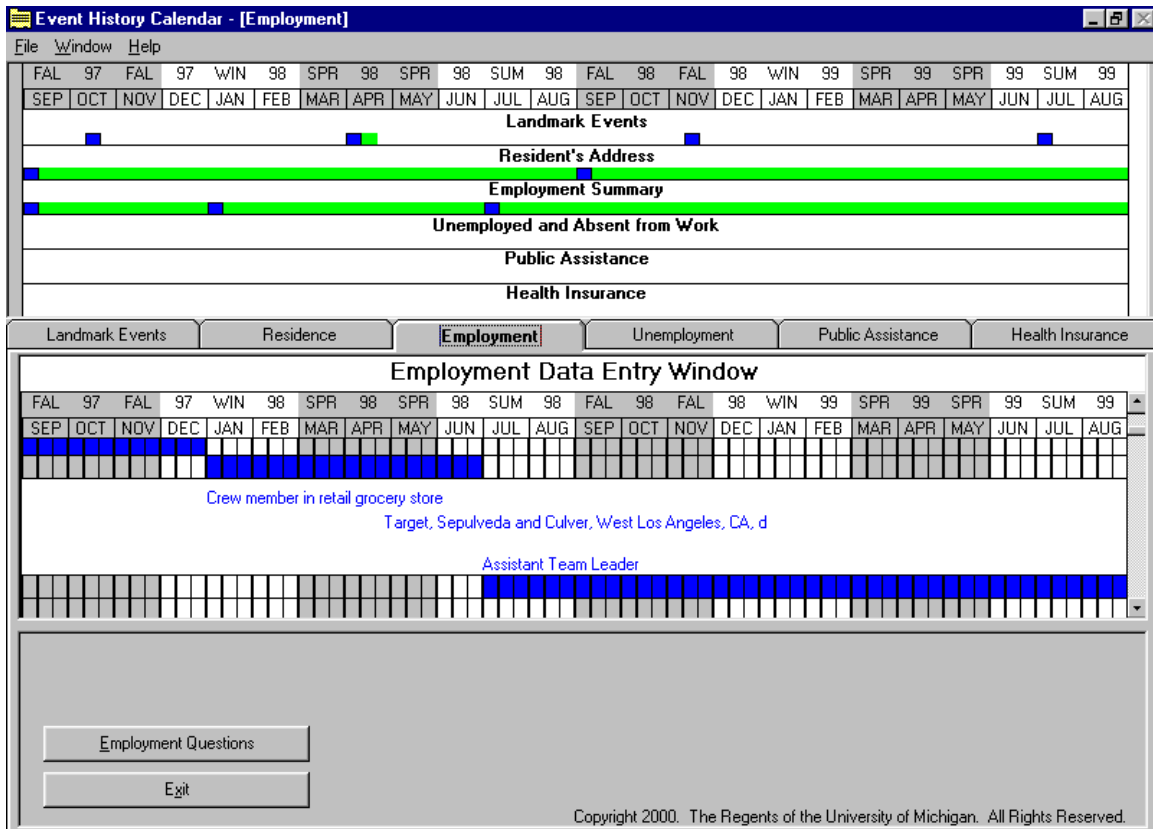 Event History Calendar - [Employment]
File Window Help
FAL 97 FAL 97 WIN 98 SPR 98 SPR 98 SUM 98 FAL 98 FAL 98 WIN 99 SPR 99 SPR 99 SUM 99
SEP OCT NOV DEC JAN FEB MAR APR MAY JUN JUL AUG SEP OCT NOV DEC JAN FEB MAR APR MAY JUN JUL AUG
Landmark Events
Resident's Address
Employment Summary
Unemployed and Absent from Work
Public Assistance
Health Insurance
Landmark Events Residence Employment Unemployment Public Assistance Health Insurance
Employment Data Entry Window
FAL 97 FAL 97 WIN 98 SPR 98 SPR 98 SUM 98 FAL 98 FAL 98 WIN 99 SPR 99 SPR 99 SUM 99
SEP OCT NOV DEC JAN FEB MAR APR MAY JUN JUL AUG SEP OCT NOV DEC JAN FEB MAR APR MAY JUN JUL AUG
Crew member in retail grocery store
Target, Sepulveda and Culver, West Los Angeles, CA, d
Assistant Team Leader
Employment Questions
Exit
Copyright 2000. The Regents of the University of Michigan. All Rights Reserved.